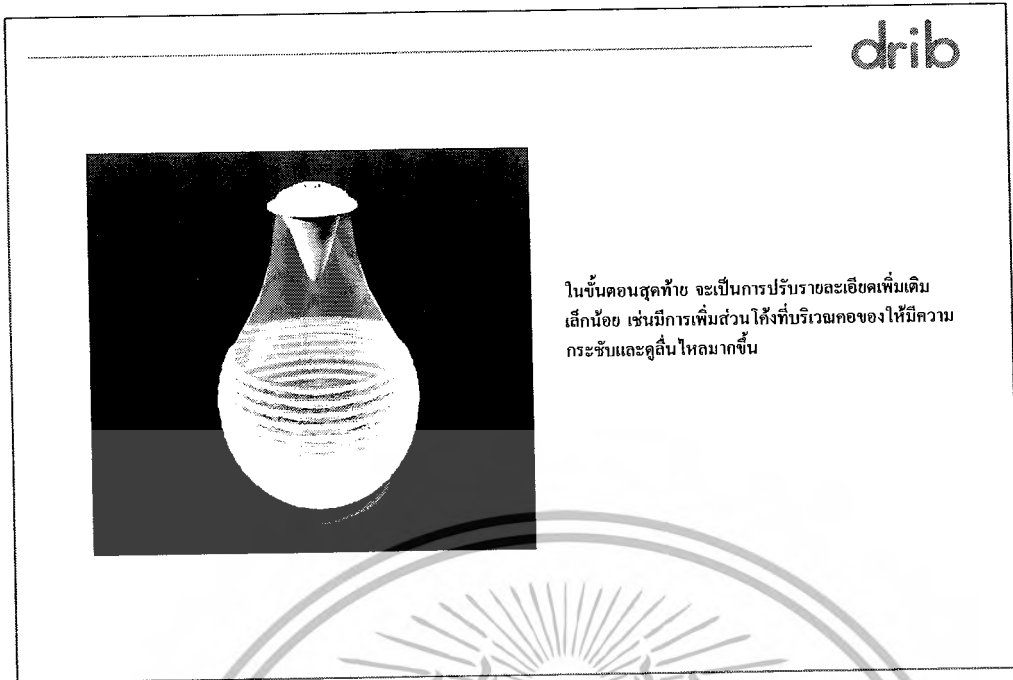 drib
ในขั้นตอนสุดท้าย จะเป็นการปรับรายละเอียดเพิ่มเติม
เล็กน้อย เช่นมีการเพิ่มส่วนโค้งที่บริเวณคอของให้มีความ
กระชับและดูลื่นไหลมากขึ้น